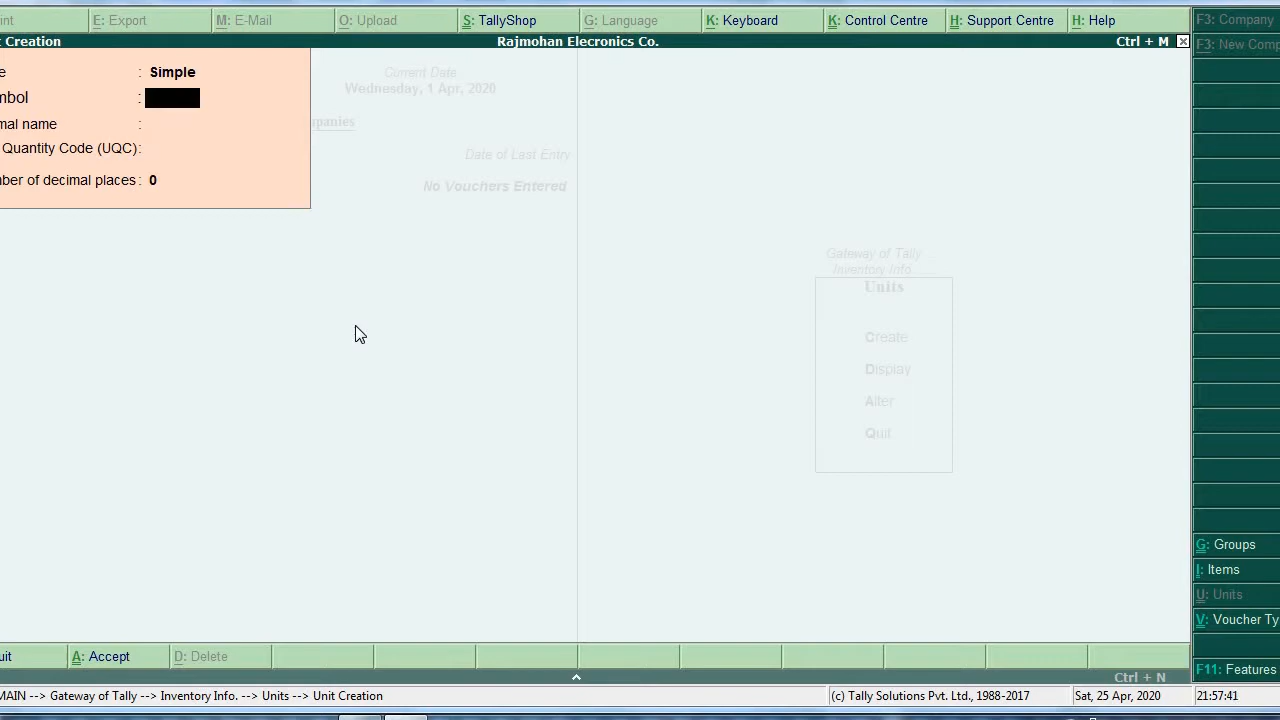 int
E: Export
M: E-Mail
O: Upload
S: TallyShop
G: Language
K: Keyboard
K: Control Centre
H: Support Centre
H: Help
F3: Company
t Creation
Rajmohan Elecronics Co.
Ctrl + M
F3: New Comp
e : Simple
mbol :
mal name :
Quantity Code (UQC):
ber of decimal places : 0
Current Date
Wednesday, 1 Apr, 2020
mpanies
Date of Last Entry
No Vouchers Entered
Gateway of Tally ...
Inventory Info. ...
Units
Create
Display
Alter
Quit
G: Groups
I: Items
U: Units
V: Voucher Ty
F11: Features
uit
A: Accept
D: Delete
Ctrl + N
MAIN --> Gateway of Tally --> Inventory Info. --> Units --> Unit Creation
(c) Tally Solutions Pvt. Ltd., 1988-2017
Sat, 25 Apr, 2020
21:57:41